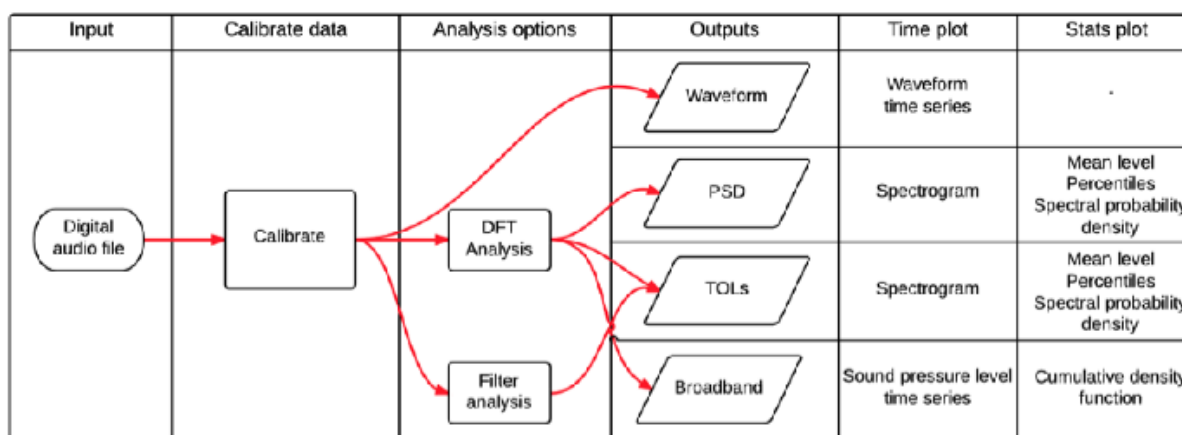 Input
Calibrate data
Analysis options
Outputs
Time plot
Stats plot
Digital
audio file
Calibrate
DFT
Analysis
Filter
analysis
Waveform
Waveform
time series
-
PSD
Spectrogram
Mean level
Percentiles
Spectral probability
density
TOLs
Spectrogram
Mean level
Percentiles
Spectral probability
density
Broadband
Sound pressure level
time series
Cumulative density
function